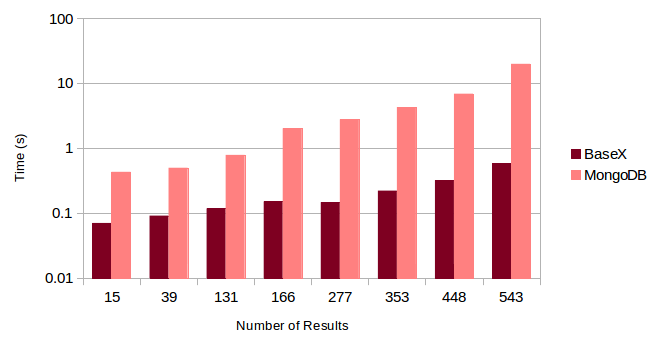 100
10
1
0.1
0.01
Time (s)
15 39 131 166 277 353 448 543
Number of Results
BaseX
MongoDB